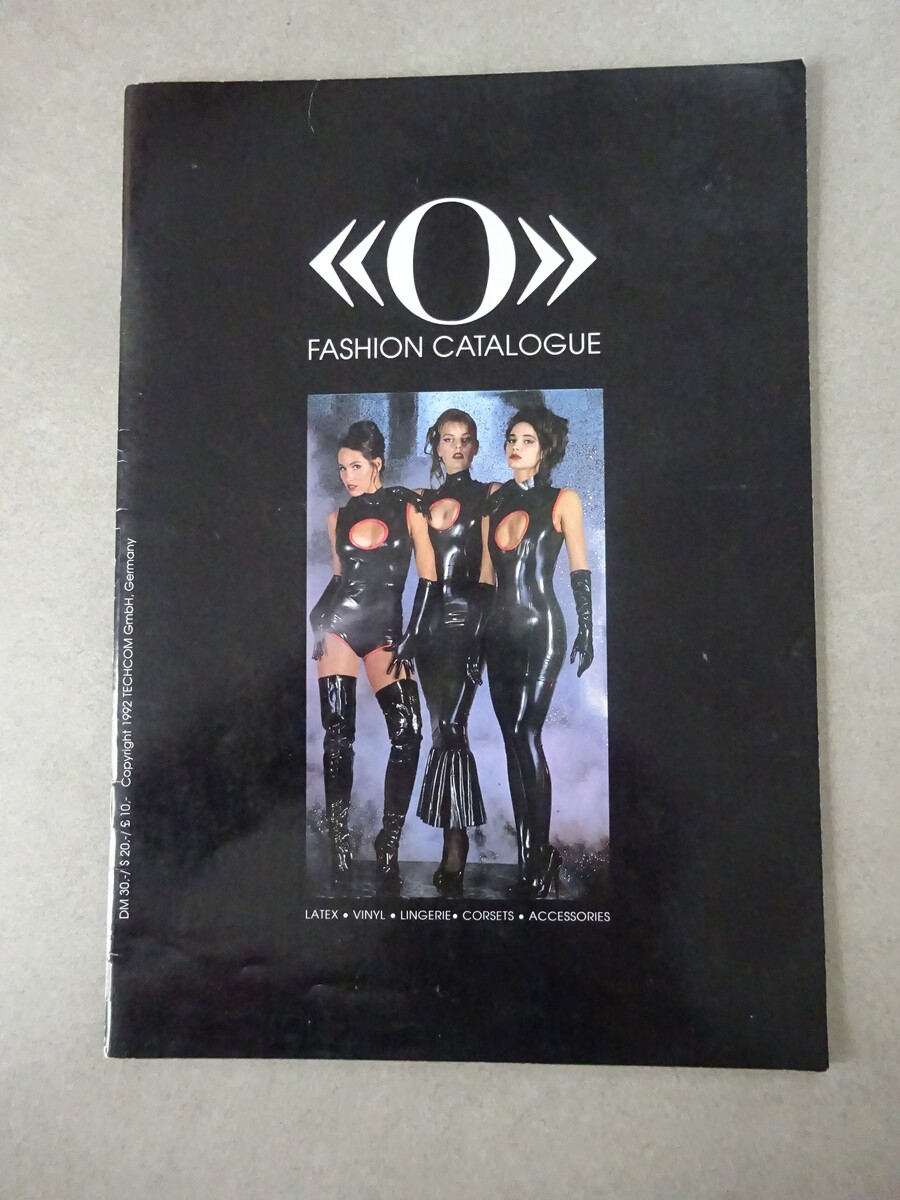 «O»
FASHION CATALOGUE
LATEX • VINYL • LINGERIE• CORSETS • ACCESSORIES
DM 30.-/ $ 20.-/ £ 10.- Copyright 1992 TECHCOM GmbH, Germany